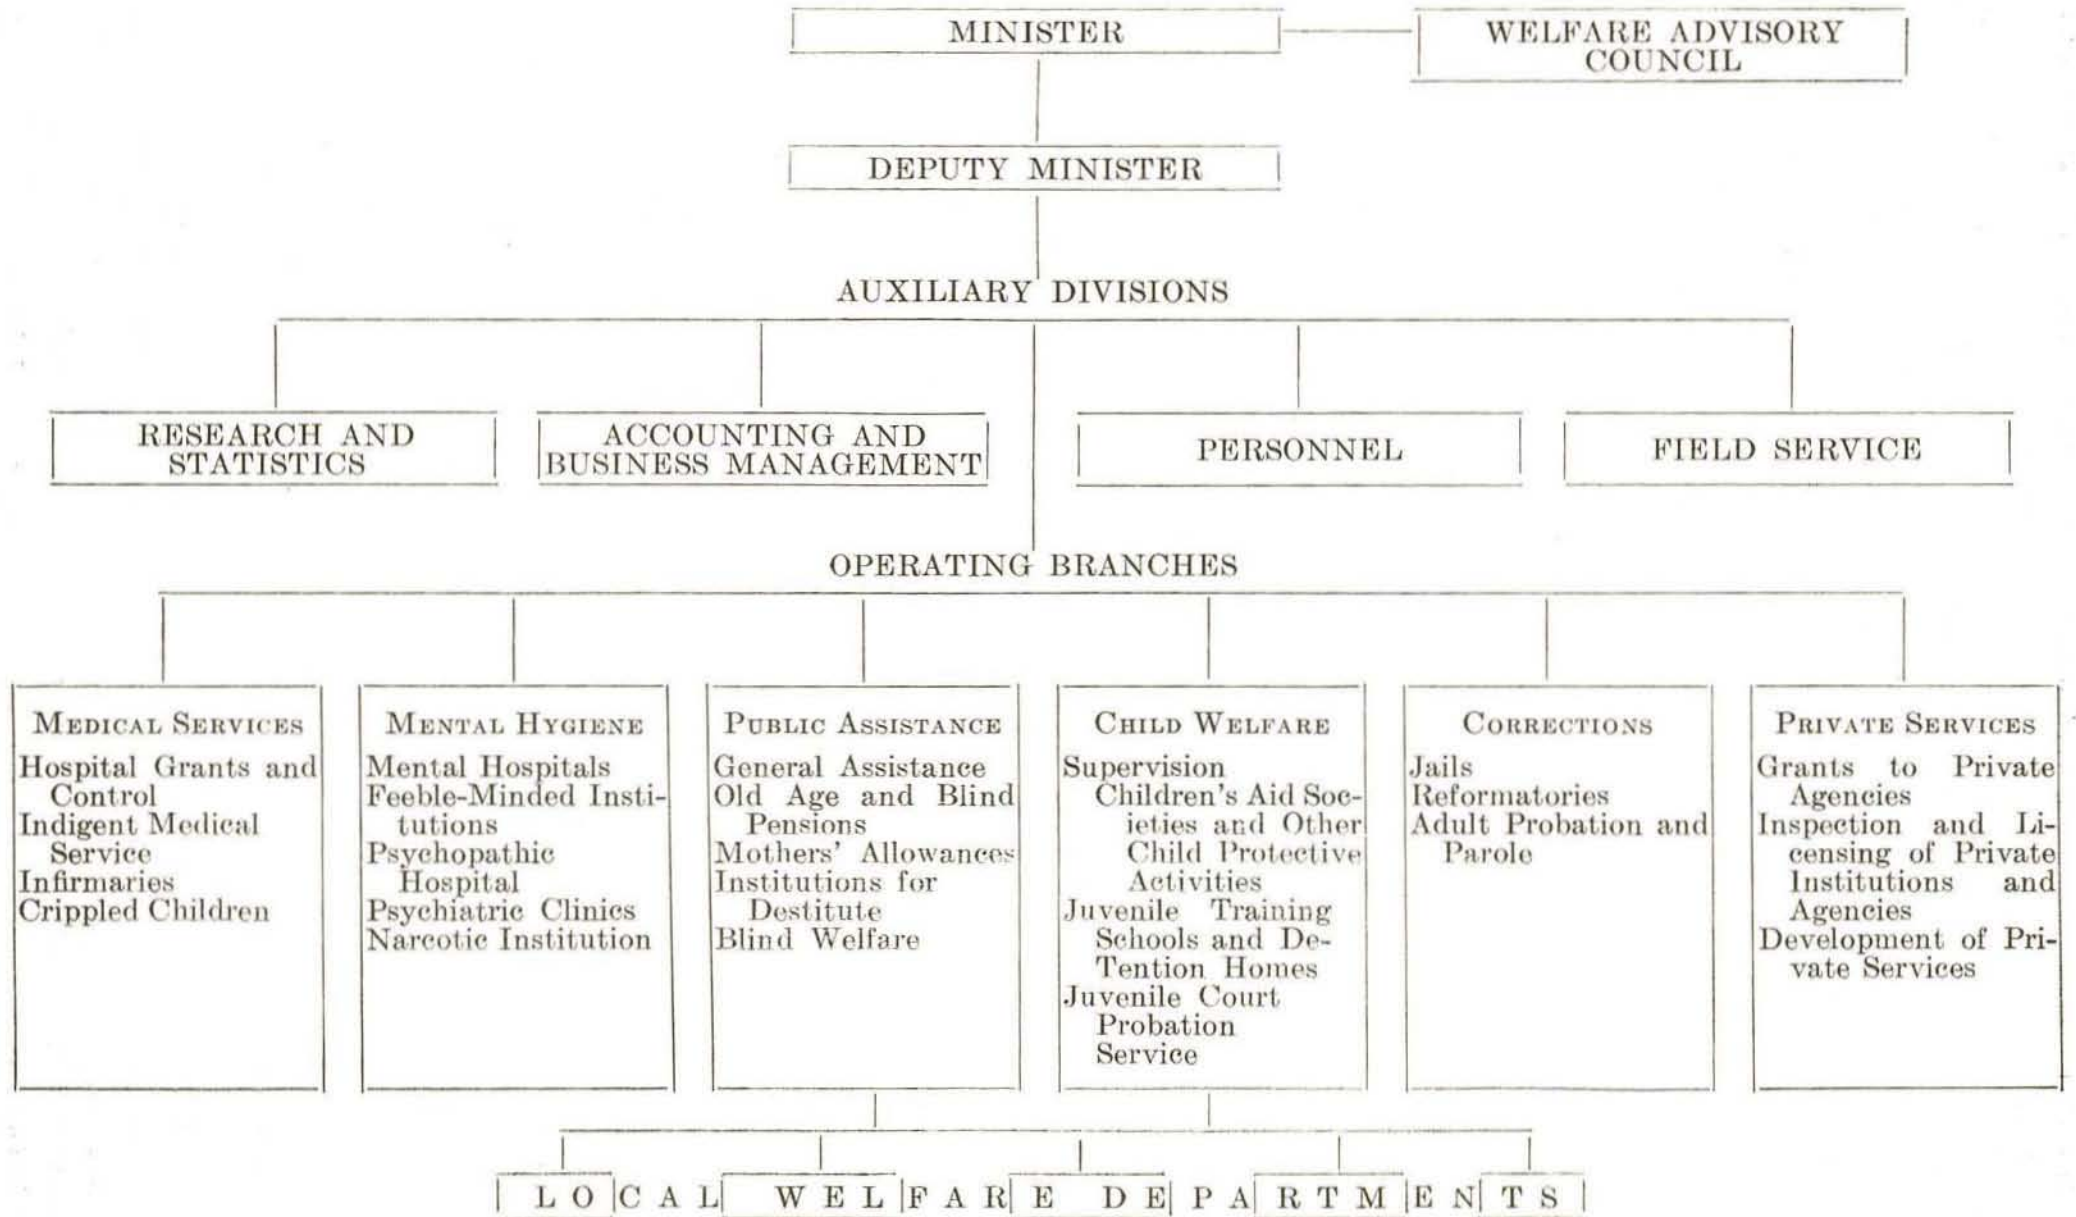 MINISTER
WELFARE ADVISORY
COUNCIL
DEPUTY MINISTER
AUXILIARY DIVISIONS
RESEARCH AND
STATISTICS
ACCOUNTING AND
BUSINESS MANAGEMENT
PERSONNEL
FIELD SERVICE
OPERATING BRANCHES
MEDICAL SERVICES
Hospital Grants and
Control
Indigent Medical
Service
Infirmaries
Crippled Children
MENTAL HYGIENE
Mental Hospitals
Feeble-Minded Insti-
tutions
Psychopathic
Hospital
Psychiatric Clinics
Narcotic Institution
PUBLIC ASSISTANCE
General Assistance
Old Age and Blind
Pensions
Mothers' Allowances
Institutions for
Destitute
Blind Welfare
CHILD WELFARE
Supervision
Children's Aid Soc-
ieties and Other
Child Protective
Activities
Juvenile Training
Schools and De-
Tention Homes
Juvenile Court
Probation
Service
CORRECTIONS
Jails
Reformatories
Adult Probation and
Parole
PRIVATE SERVICES
Grants to Private
Agencies
Inspection and Li-
censing of Private
Institutions and
Agencies
Development of Pri-
vate Services
LOCAL WELFARE DEPARTMENTS